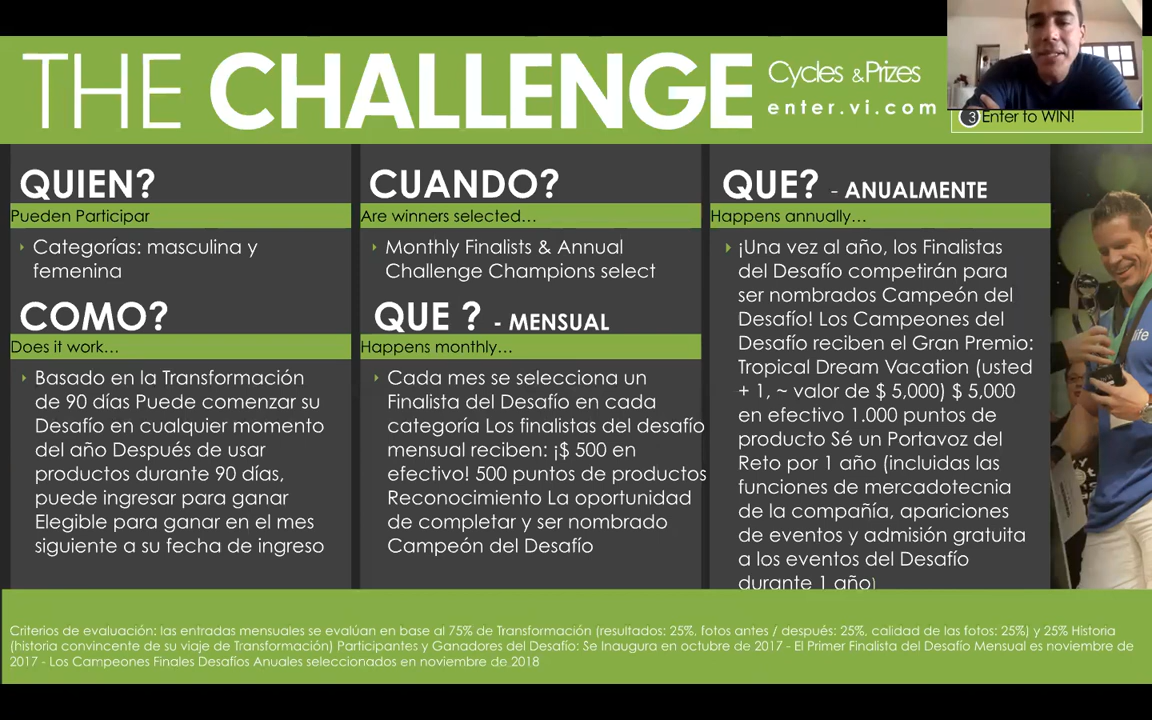 THE CHALLENGE
Cycles & Prizes
enter.vi.com
3 Enter to WIN!
QUIEN?
Pueden Participar
Categorías: masculina y
femenina
COMO?
Does it work...
Basado en la Transformación
de 90 días Puede comenzar su
Desafío en cualquier momento
del año Después de usar
productos durante 90 días,
puede ingresar para ganar
Elegible para ganar en el mes
siguiente a su fecha de ingreso
CUANDO?
Are winners selected...
Monthly Finalists & Annual
Challenge Champions select
QUE ? - MENSUAL
Happens monthly...
Cada mes se selecciona un
Finalista del Desafío en cada
categoría Los finalistas del desafío
mensual reciben: ¡$ 500 en
efectivo! 500 puntos de productos
Reconocimiento La oportunidad
de completar y ser nombrado
Campeón del Desafío
QUE? - ANUALMENTE
Happens annually...
¡Una vez al año, los Finalistas
del Desafío competirán para
ser nombrados Campeón del
Desafío! Los Campeones del
Desafío reciben el Gran Premio:
Tropical Dream Vacation (usted
+ 1, ~ valor de $ 5,000) $ 5,000
en efectivo 1.000 puntos de
producto Sé un Portavoz del
Reto por 1 año (incluidas las
funciones de mercadotecnia
de la compañía, apariciones
de eventos y admisión gratuita
a los eventos del Desafío
durante 1 año)
life
Criterios de evaluación: las entradas mensuales se evalúan en base al 75% de Transformación (resultados: 25%, fotos antes / después: 25%, calidad de las fotos: 25%) y 25% Historia
(historia convincente de su viaje de Transformación) Participantes y Ganadores del Desafío: Se Inaugura en octubre de 2017 - El Primer Finalista del Desafío Mensual es noviembre de
2017 - Los Campeones Finales Desafíos Anuales seleccionados en noviembre de 2018